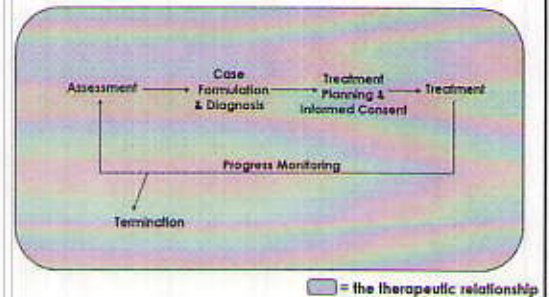 Assessment
Case
Formulation
& Diagnosis
Treatment
Planning &
Informed Consent
Treatment
Progress Monitoring
Termination
= the therapeutic relationship